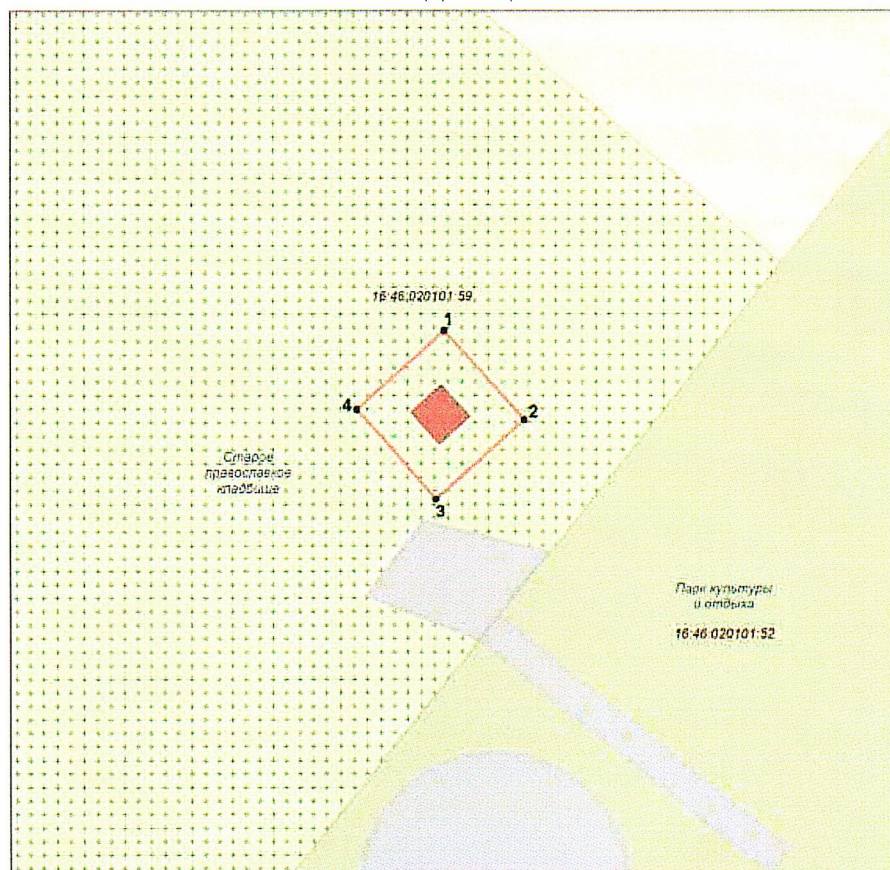 16:46:020101:59
1
2
4
3
Старое
православное
кладбище
Парк культуры
и отдыха
16:46:020101:52